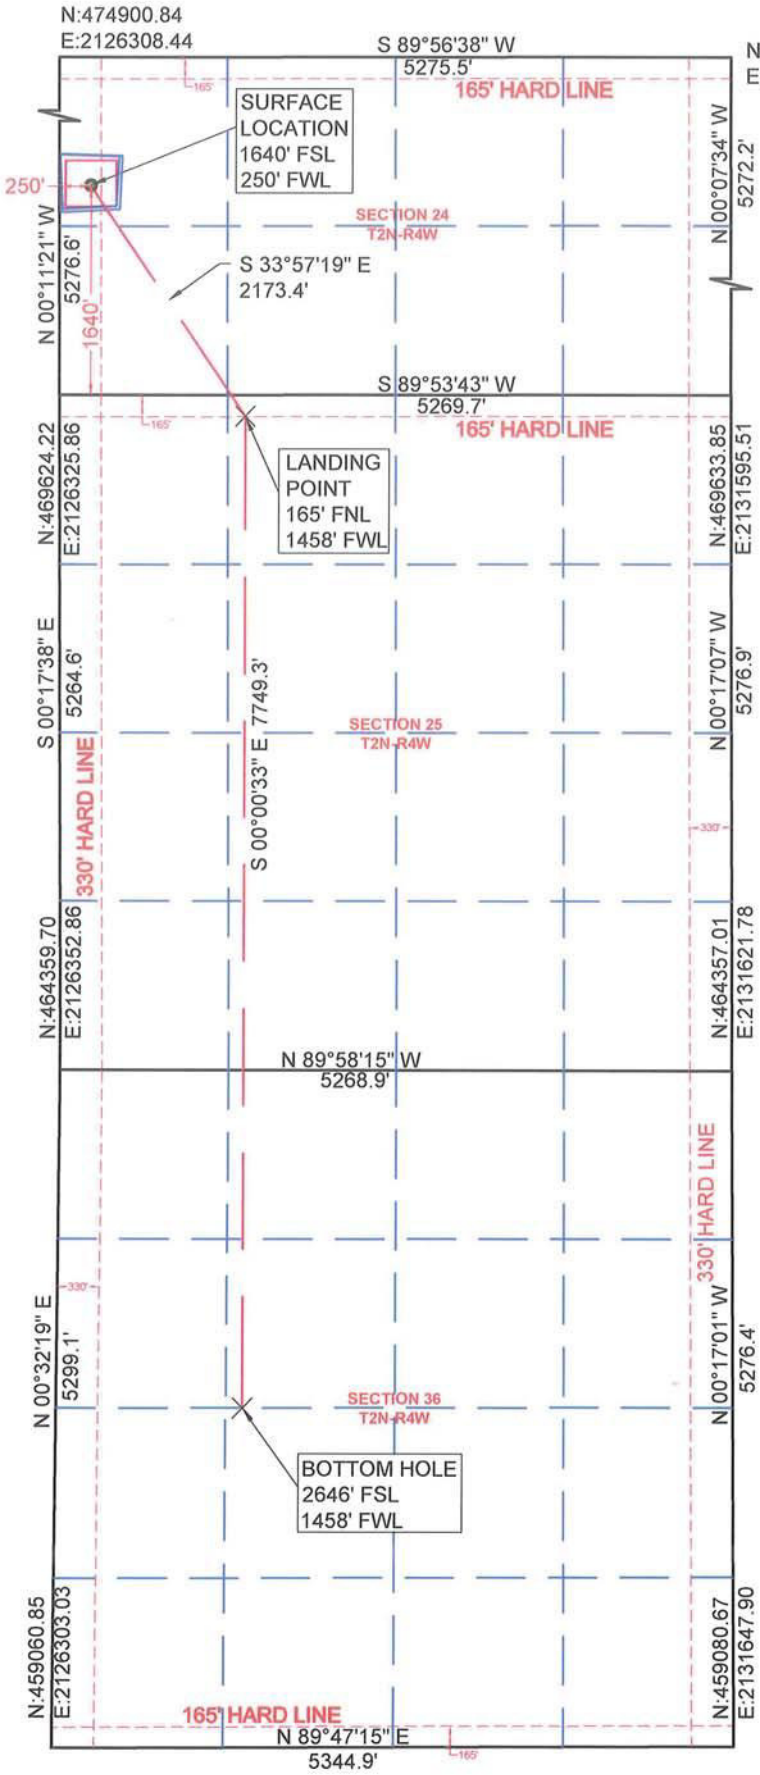 N:474900.84
E:2126308.44
S 89°56'38" W
5275.5'
N
E
165'
165' HARD LINE
SURFACE
LOCATION
1640' FSL
250' FWL
250'
N 00°07'34" W
5272.2'
SECTION 24
T2N-R4W
N 00°11'21" W
5276.6'
1640'
S 33°57'19" E
2173.4'
S 89°53'43" W
5269.7'
165'
165' HARD LINE
LANDING
POINT
165' FNL
1458' FWL
N:469624.22
E:2126325.86
N:469633.85
E:2131595.51
S 00°17'38" E
5264.6'
S 00°00'33" E 7749.3'
SECTION 25
T2N-R4W
N 00°17'07" W
5276.9'
330' HARD LINE
330'
N:464359.70
E:2126352.86
N:464357.01
E:2131621.78
N 89°58'15" W
5268.9'
330' HARD LINE
330'
N 00°32'19" E
5299.1'
N 00°17'01" W
5276.4'
SECTION 36
T2N-R4W
BOTTOM HOLE
2646' FSL
1458' FWL
N:459060.85
E:2126303.03
N:459080.67
E:2131647.90
165' HARD LINE
N 89°47'15" E
5344.9'
165'